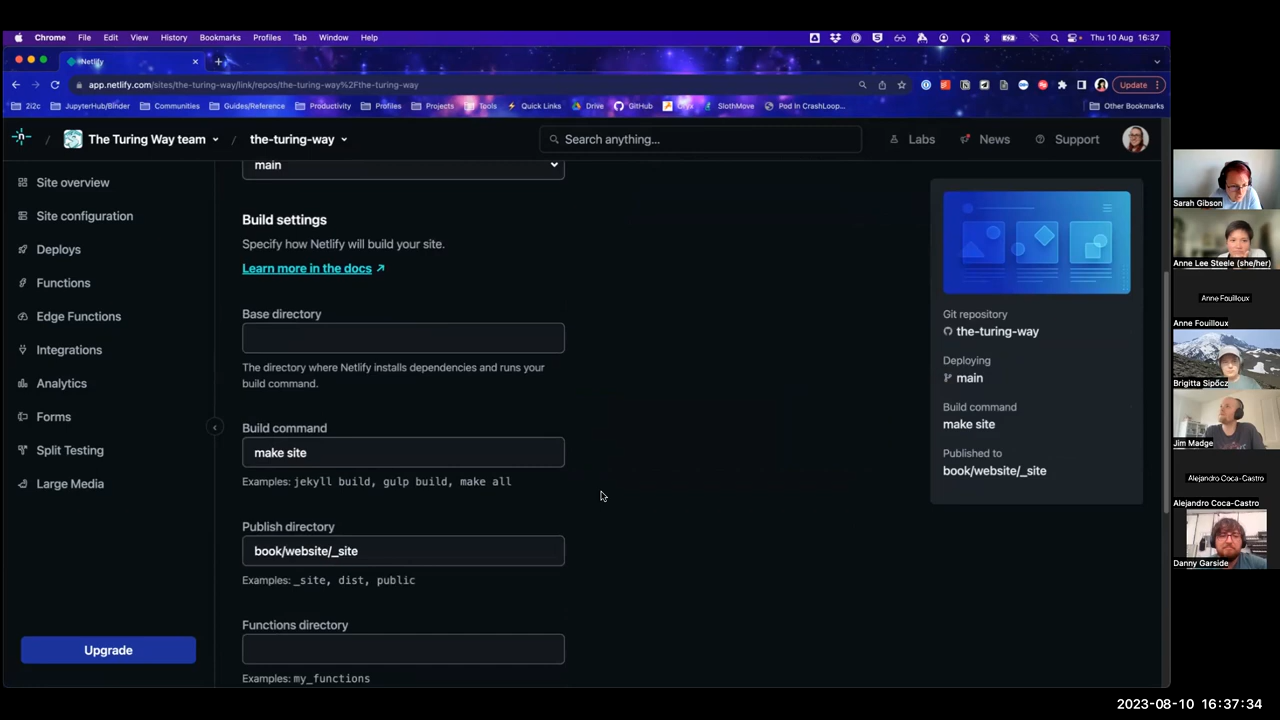 Chrome File Edit View History Bookmarks Profiles Tab Window Help Thu 10 Aug 16:37
Netlify
app.netlify.com/sites/the-turing-way/link/repos/the-turing-way%2Fthe-turing-way Update
2i2c JupyterHub/Binder Communities Guides/Reference Productivity Profiles Projects Tools Quick Links Drive GitHub SlothMove Pod In CrashLoop... Other Bookmarks
/ The Turing Way team / the-turing-way Search anything... Labs News Support
Site overview
Site configuration
Deploys
Functions
Edge Functions
Integrations
Analytics
Forms
Split Testing
Large Media
Upgrade
main
Build settings
Specify how Netlify will build your site.
Learn more in the docs ↗
Base directory
The directory where Netlify installs dependencies and runs your
build command.
Build command
make site
Examples: jekyll build, gulp build, make all
Publish directory
book/website/_site
Examples: _site, dist, public
Functions directory
Examples: my_functions
Git repository
the-turing-way
Deploying
main
Build command
make site
Published to
book/website/_site
Sarah Gibson
Anne Lee Steele (she/her)
Anne Fouilloux
Anne Fouilloux
Brigitta Sipőcz
Jim Madge
Alejandro Coca-Castro
Alejandro Coca-Castro
Danny Garside
2023-08-10 16:37:34